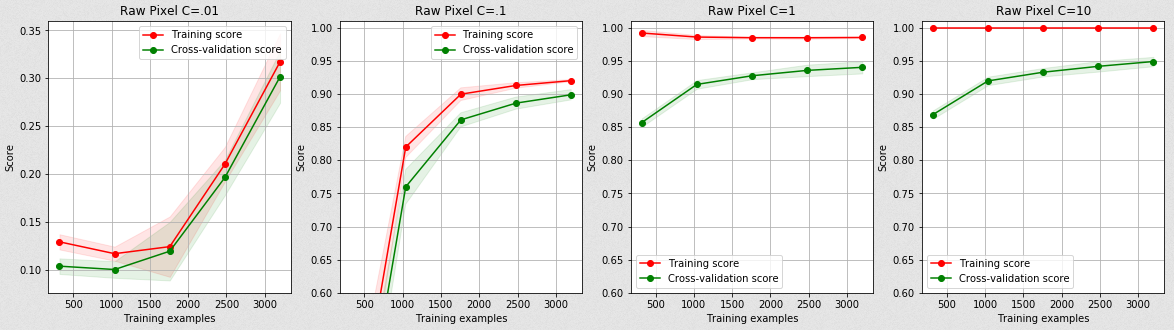 Raw Pixel C=.01
Training score
Cross-validation score
0.35
0.30
0.25
0.20
0.15
0.10
Score
500 1000 1500 2000 2500 3000
Training examples
Raw Pixel C=.1
Training score
Cross-validation score
1.00
0.95
0.90
0.85
0.80
0.75
0.70
0.65
0.60
Score
500 1000 1500 2000 2500 3000
Training examples
Raw Pixel C=1
1.00
0.95
0.90
0.85
0.80
0.75
0.70
0.65
0.60
Score
Training score
Cross-validation score
500 1000 1500 2000 2500 3000
Training examples
Raw Pixel C=10
1.00
0.95
0.90
0.85
0.80
0.75
0.70
0.65
0.60
Score
Training score
Cross-validation score
500 1000 1500 2000 2500 3000
Training examples